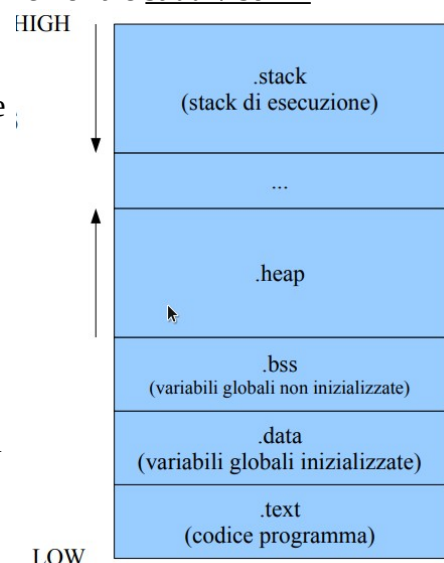 HIGH
.stack
(stack di esecuzione)
e
...
.heap
.bss
(variabili globali non inizializzate)
.data
(variabili globali inizializzate)
.text
(codice programma)
LOW